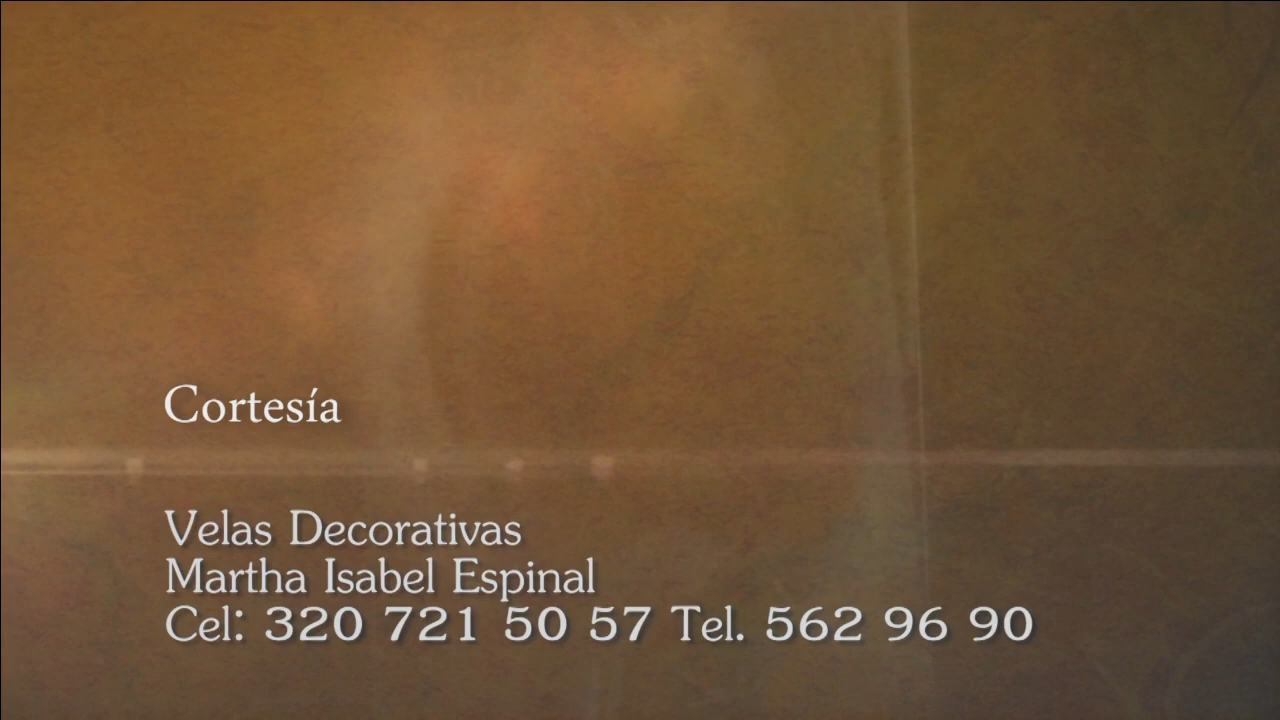 Cortesía
Velas Decorativas
Martha Isabel Espinal
Cel: 320 721 50 57 Tel. 562 96 90